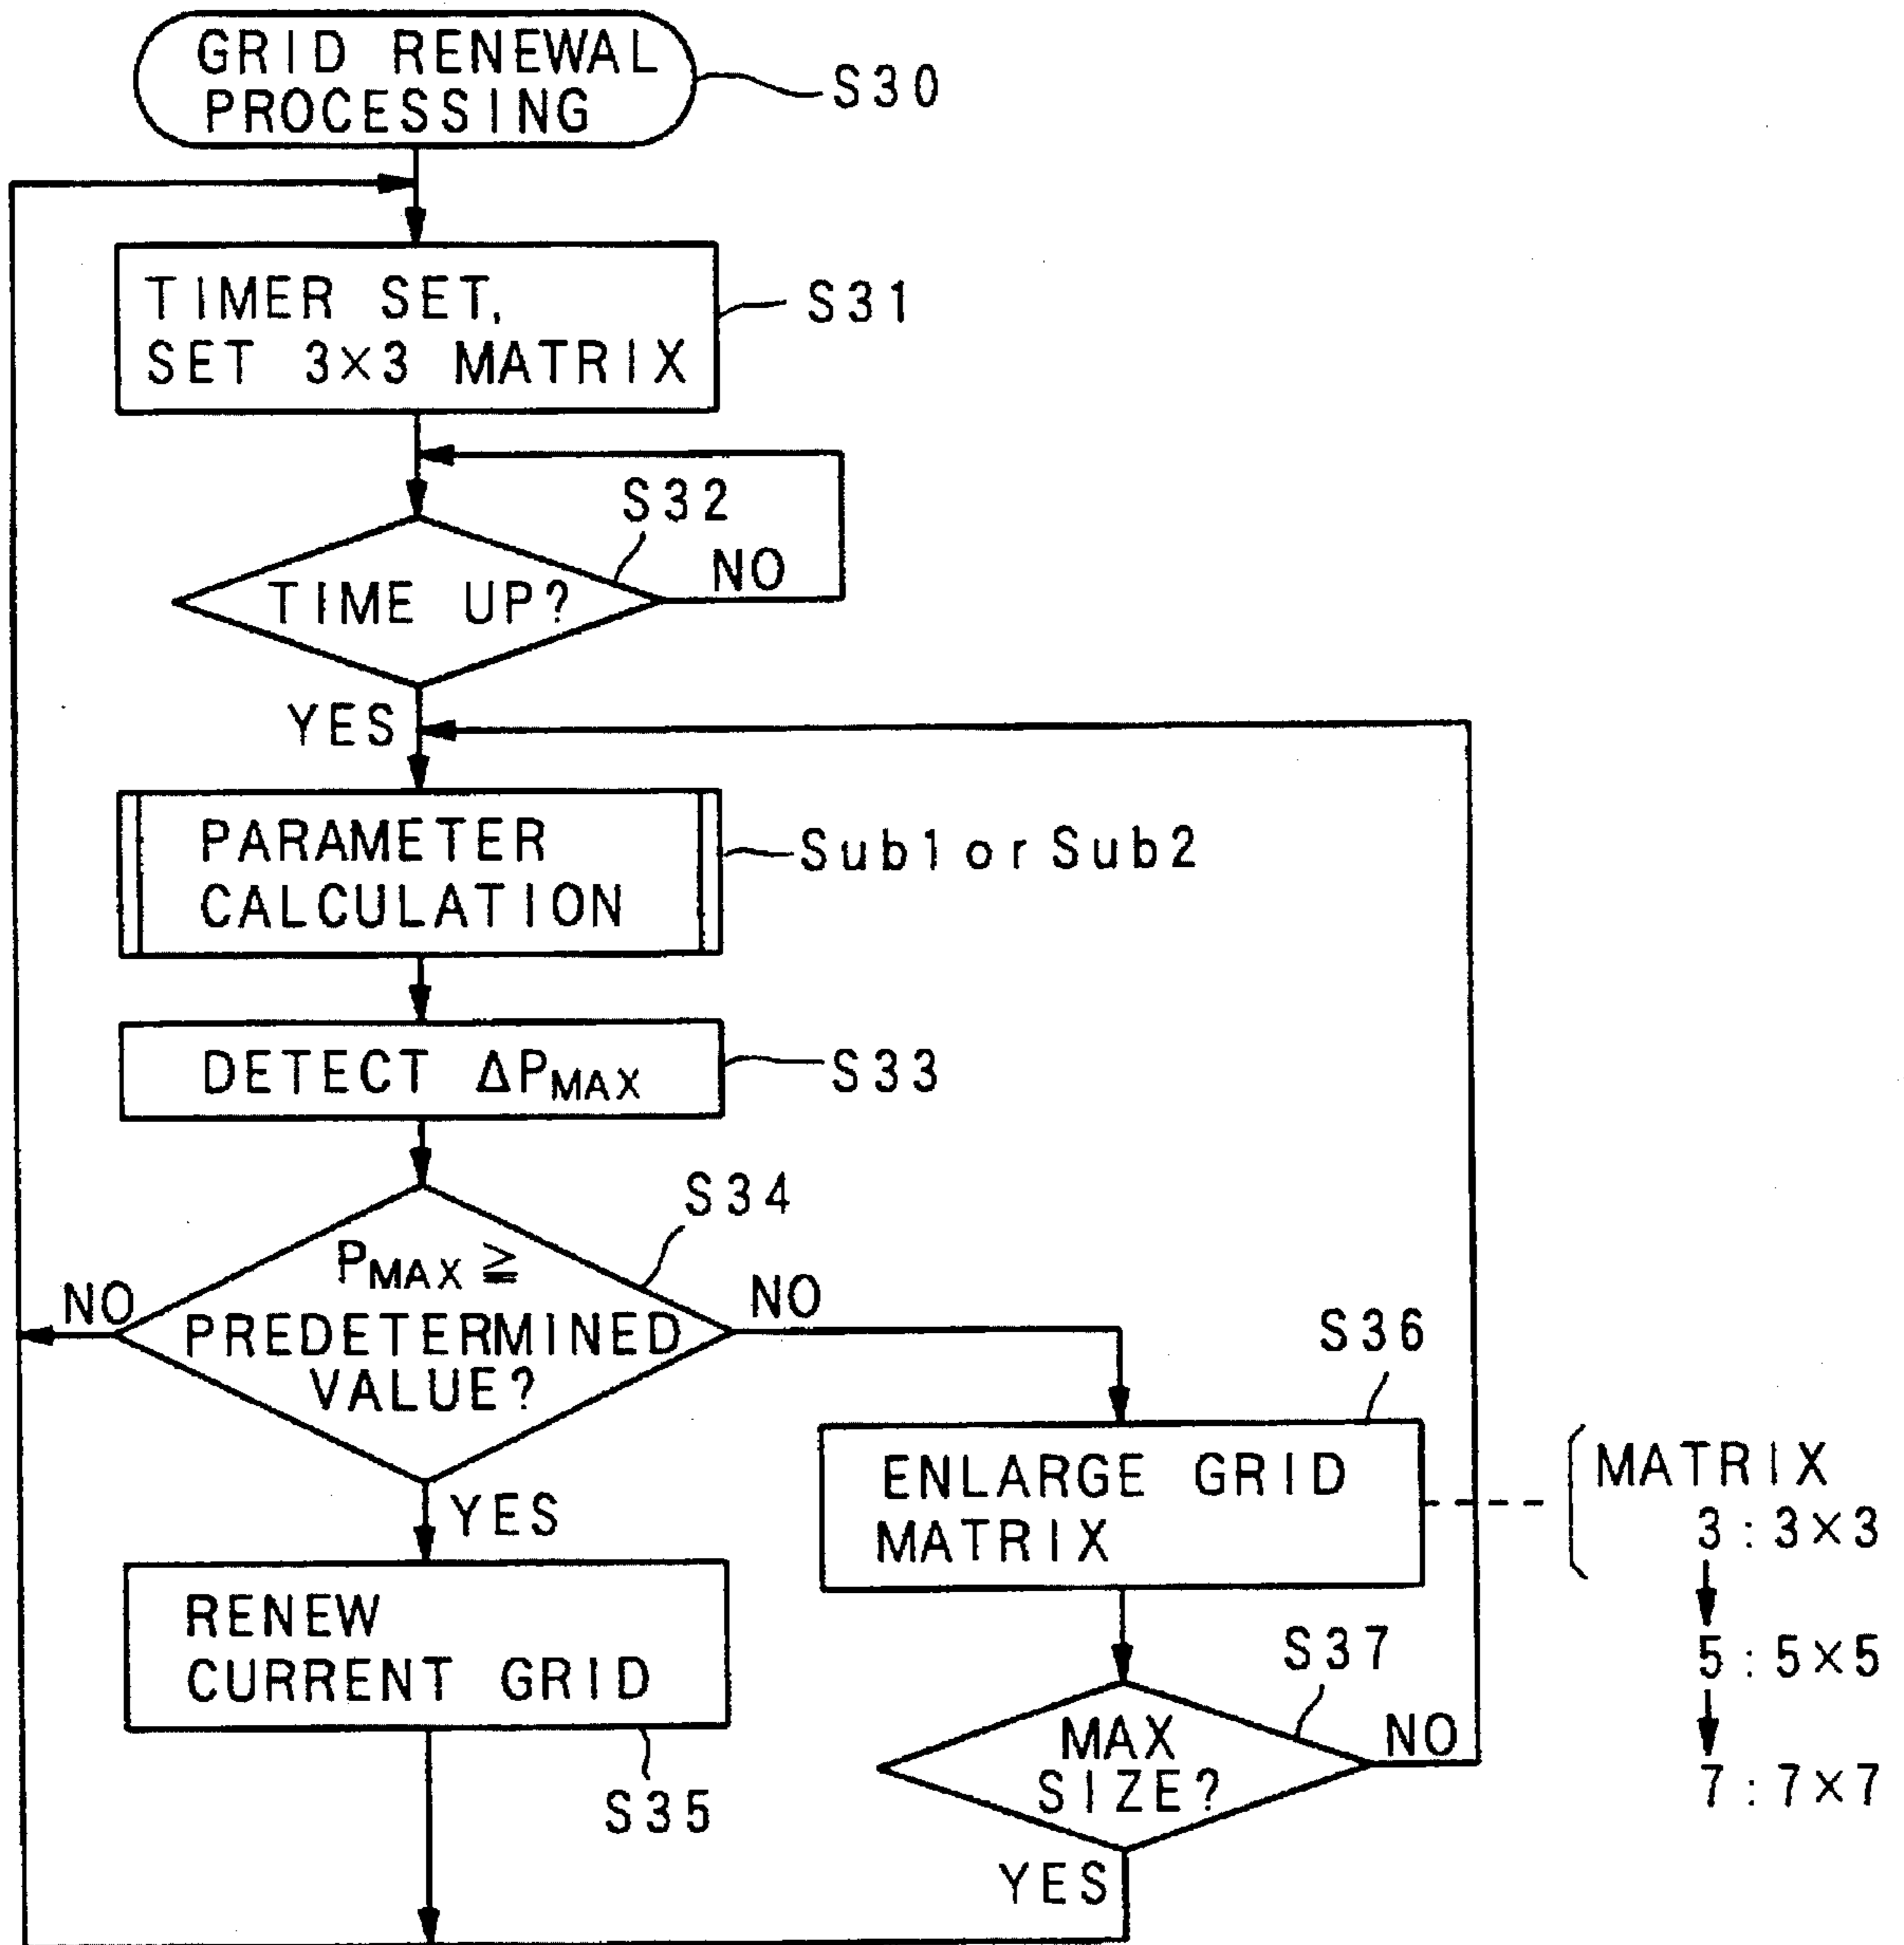 GRID RENEWAL
PROCESSING
S30
TIMER SET,
SET 3×3 MATRIX
S31
S32
TIME UP?
NO
YES
PARAMETER
CALCULATION
Sub1 or Sub2
DETECT ΔPMAX
S33
S34
PMAX ≧
PREDETERMINED
VALUE?
NO
NO
YES
S36
ENLARGE GRID
MATRIX
MATRIX
3:3×3
5:5×5
7:7×7
RENEW
CURRENT GRID
S35
S37
MAX
SIZE?
NO
YES